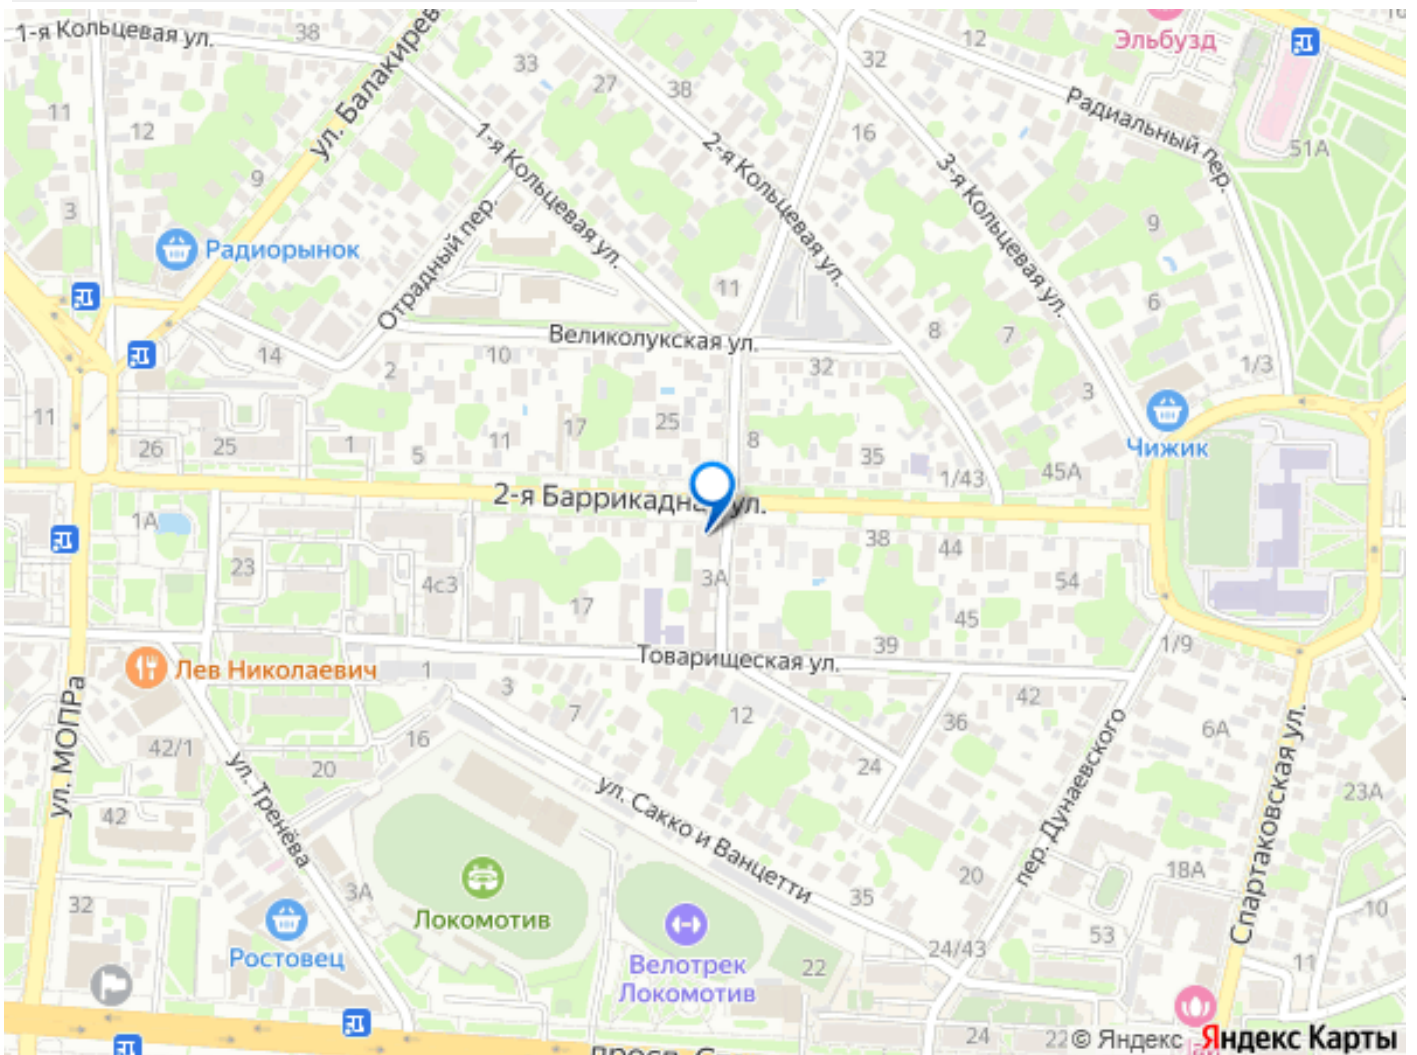 1-я Кольцевая ул.
38
ул. Балакирев
33
27
38
32
12
Эльбузд
11
12
1-я Кольцевая ул.
2-я Кольцевая ул.
16
3-я Кольцевая ул.
Радиальный пер.
51А
9
3
Отрадный пер.
9
Радиорынок
11
6
8
7
Великолукская ул.
14
2
10
32
3
1/3
11
26
25
1
5
11
17
25
8
35
1/43
45А
Чижик
2-я Баррикадная ул.
1А
23
4с3
17
3А
38
44
54
45
39
1/9
Товарищеская ул.
Лев Николаевич
1
3
7
12
42
36
6А
24
ул. МОПРа
42/1
20
16
ул. Тренёва
ул. Сакко и Ванцетти
пер. Дунаевского
Спартаковская ул.
23А
42
32
3А
Локомотив
35
20
18А
10
Ростовец
Велотрек
Локомотив
22
24/43
53
11
24
22
© Яндекс
Яндекс Карты